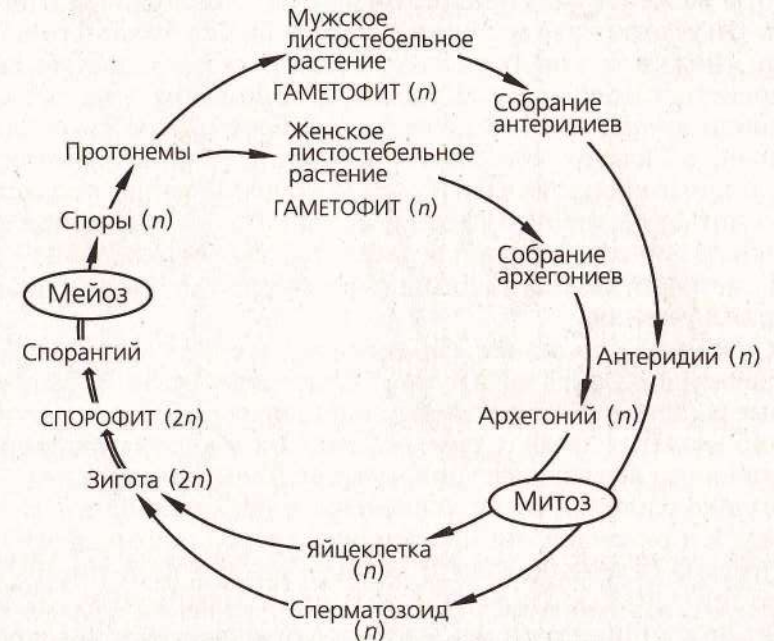 Мужское
листостебельное
растение
ГАМЕТОФИТ (n)
Собрание
антеридиев
Женское
листостебельное
растение
ГАМЕТОФИТ (n)
Протонемы
Споры (n)
Собрание
архегониев
Мейоз
Спорангий
Антеридий (n)
СПОРОФИТ (2n)
Архегоний (n)
Зигота (2n)
Митоз
Яйцеклетка
(n)
Сперматозоид
(n)